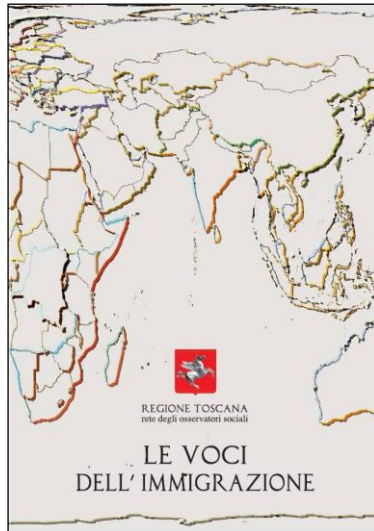 REGIONE TOSCANA
rete degli osservatori sociali
LE VOCI
DELL' IMMIGRAZIONE